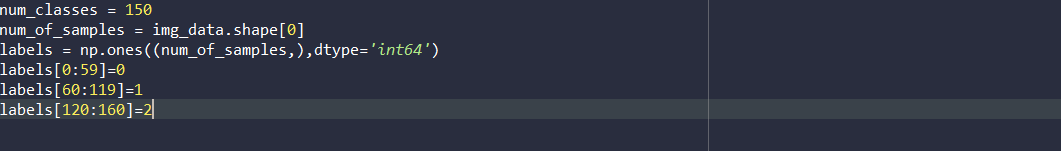 num_classes = 150
num_of_samples = img_data.shape[0]
labels = np.ones((num_of_samples,),dtype='int64')
labels[0:59]=0
labels[60:119]=1
labels[120:160]=2